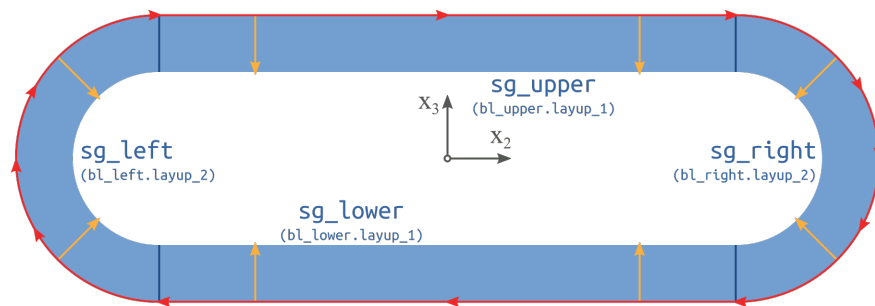 sg_upper
(bl_upper.layup_1)
x3
x2
sg_left
(bl_left.layup_2)
sg_right
(bl_right.layup_2)
sg_lower
(bl_lower.layup_1)